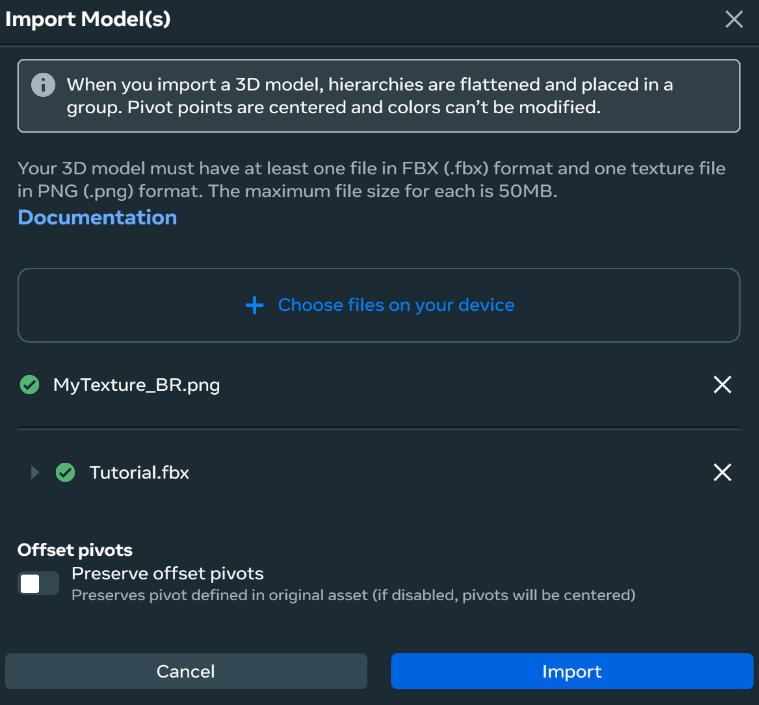 Import Model(s)
When you import a 3D model, hierarchies are flattened and placed in a
group. Pivot points are centered and colors can’t be modified.
Your 3D model must have at least one file in FBX (.fbx) format and one texture file
in PNG (.png) format. The maximum file size for each is 50MB.
Documentation
Choose files on your device
MyTexture_BR.png
Tutorial.fbx
Offset pivots
Preserve offset pivots
Preserves pivot defined in original asset (if disabled, pivots will be centered)
Cancel
Import